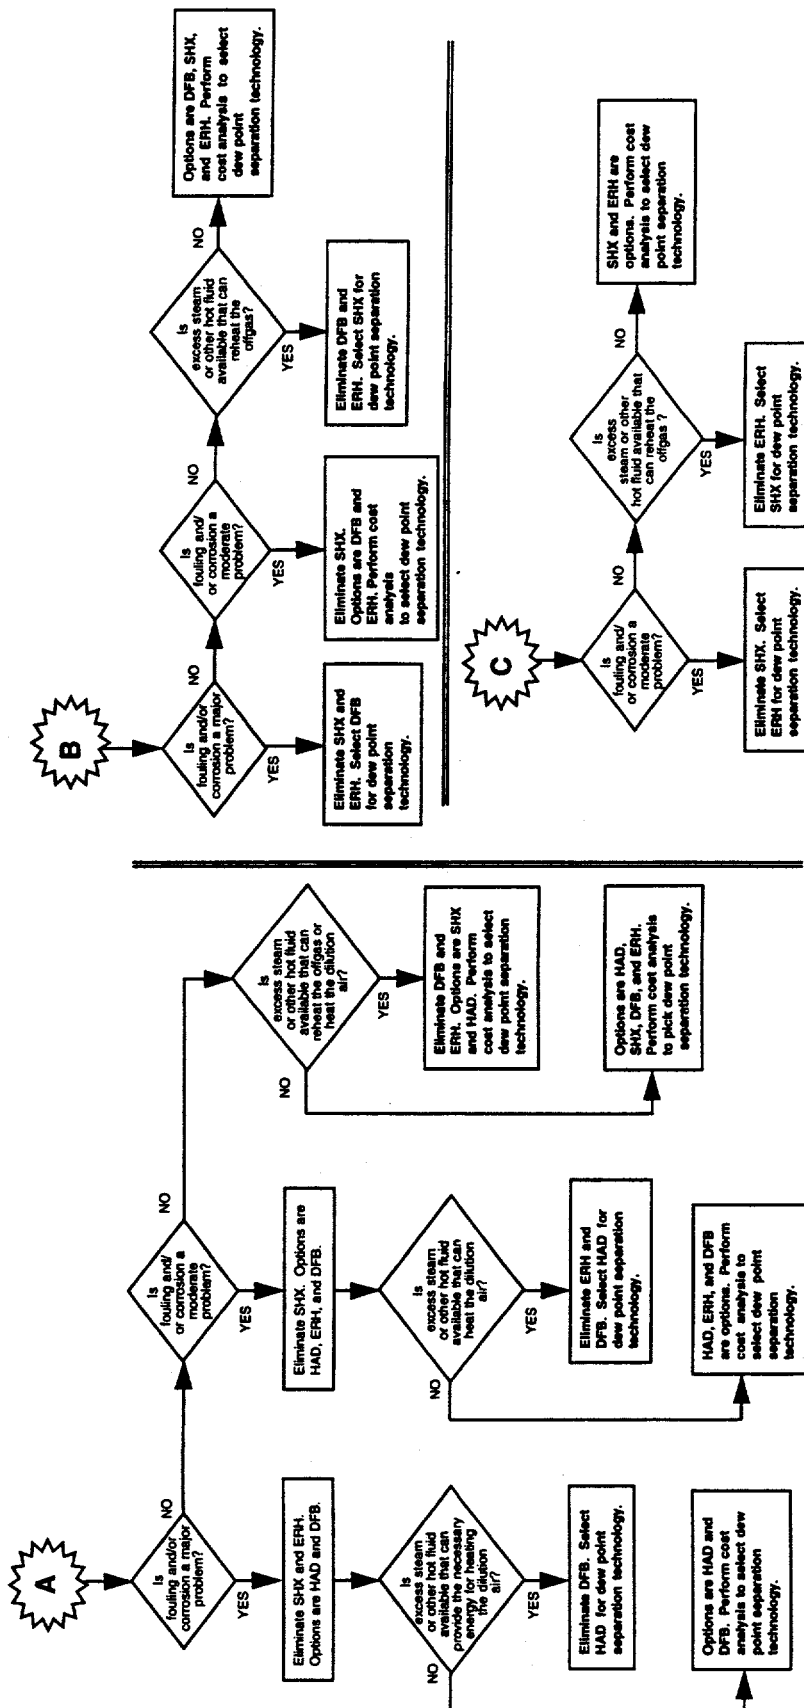 A
Is
fouling and/or
corrosion a major
problem?
NO
YES
Eliminate SHX and ERH.
Options are HAD and DFB.
Is
excess steam
or other hot fluid
available that can
provide the necessary
energy for heating
the dilution
air?
NO
YES
Eliminate DFB. Select
HAD for dew point
separation technology.
Options are HAD and
DFB. Perform cost
analysis to select dew
point separation
technology.
Is
fouling and/
or corrosion a
moderate
problem?
NO
YES
Eliminate SHX. Options are
HAD, ERH, and DFB.
Is
excess steam
or other hot fluid
available that can
heat the dilution
air?
NO
YES
Eliminate ERH and
DFB. Select HAD for
dew point separation
technology.
HAD, ERH, and DFB
are options. Perform
cost analysis to
select dew point
separation
technology.
Is
excess steam
or other hot fluid
available that can
reheat the offgas or
heat the dilution
air?
NO
YES
Eliminate DFB and
ERH. Options are SHX
and HAD. Perform
cost analysis to select
dew point separation
technology.
Options are HAD,
SHX, DFB, and ERH.
Perform cost analysis
to pick dew point
separation technology.
B
Is
fouling and/or
corrosion a major
problem?
NO
YES
Eliminate SHX and
ERH. Select DFB
for dew point
separation
technology.
Is
fouling and/
or corrosion a
moderate
problem?
NO
YES
Eliminate SHX.
Options are DFB and
ERH. Perform cost
analysis
to select dew point
separation technology.
Is
excess steam
or other hot fluid
available that can
reheat the
offgas?
NO
YES
Eliminate DFB and
ERH. Select SHX for
dew point separation
technology.
Options are DFB, SHX,
and ERH. Perform
cost analysis to select
dew point
separation technology.
C
Is
fouling and/
or corrosion a
moderate
problem?
NO
YES
Eliminate SHX. Select
ERH for dew point
separation technology.
Is
excess
steam or other
hot fluid available that
can reheat the
offgas ?
NO
YES
Eliminate ERH. Select
SHX for dew point
separation technology.
SHX and ERH are
options. Perform cost
analysis to select dew
point separation
technology.